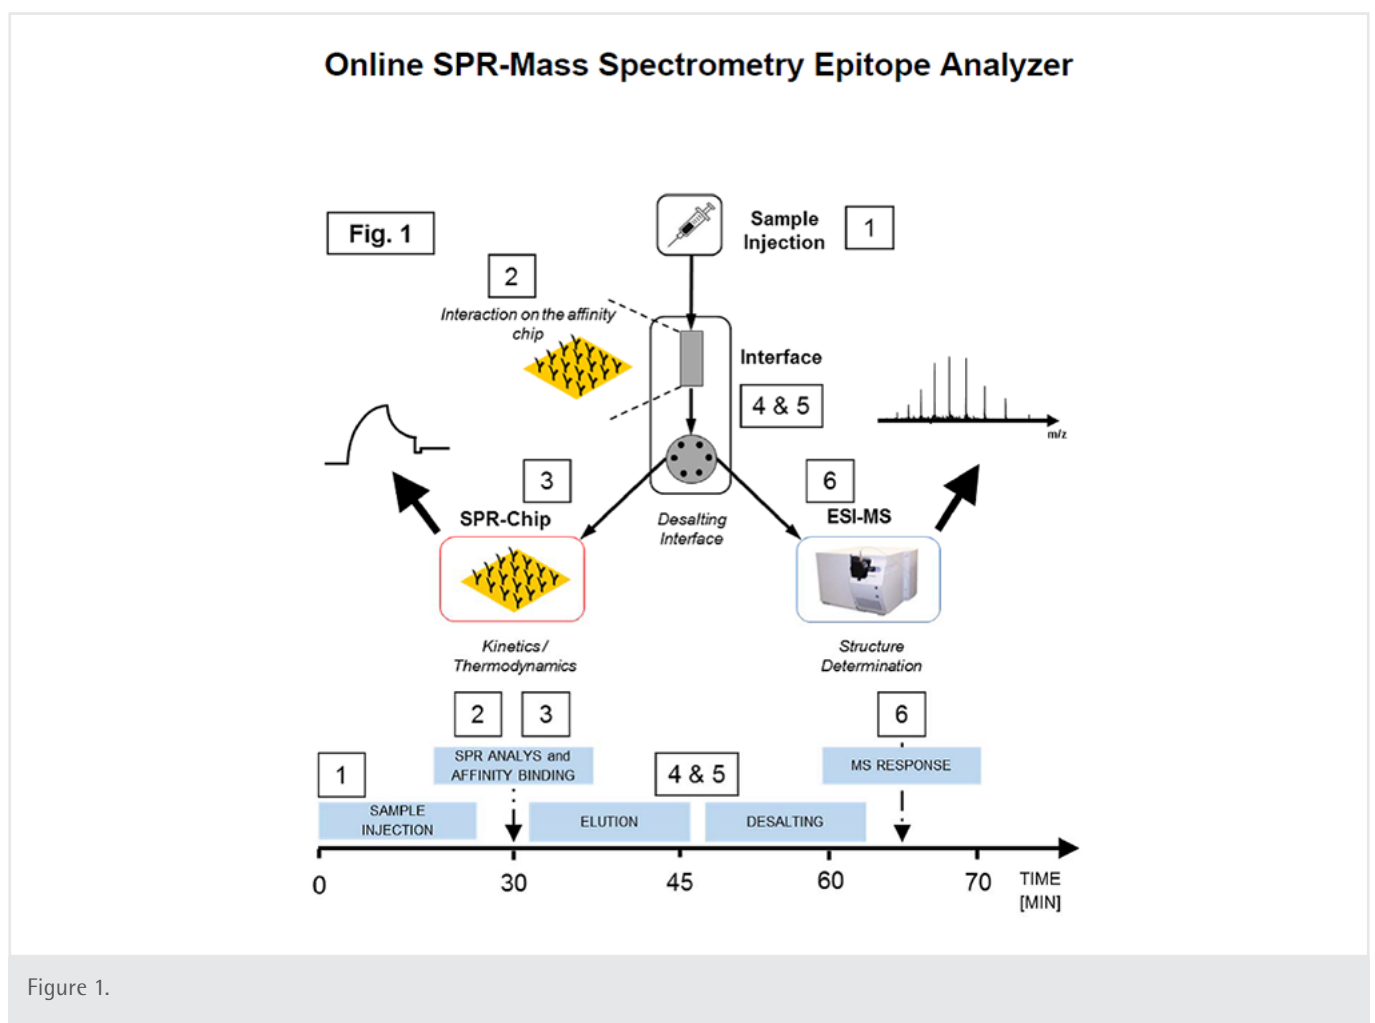 Online SPR-Mass Spectrometry Epitope Analyzer
Fig. 1
Sample
Injection
1
2
Interaction on the affinity
chip
Interface
4 & 5
m/z
3
SPR-Chip
6
ESI-MS
Desalting
Interface
Kinetics/
Thermodynamics
Structure
Determination
2
3
6
1
SPR ANALYS and
AFFINITY BINDING
4 & 5
MS RESPONSE
SAMPLE
INJECTION
ELUTION
DESALTING
0
30
45
60
70
TIME
[MIN]
Figure 1.